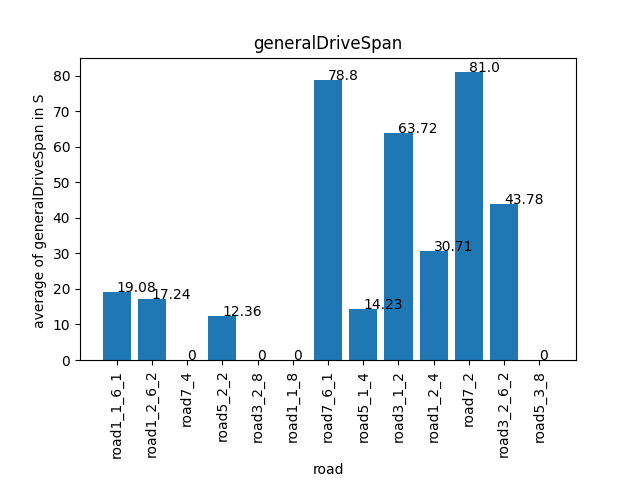 generalDriveSpan
average of generalDriveSpan in S
80
70
60
50
40
30
20
10
0
19.08
17.24
0
12.36
0
0
78.8
14.23
63.72
30.71
81.0
43.78
0
road1_1_6_1
road1_2_6_2
road7_4
road5_2_2
road3_2_8
road1_1_8
road7_6_1
road5_1_4
road3_1_2
road1_2_4
road7_2
road3_2_6_2
road5_3_8
road